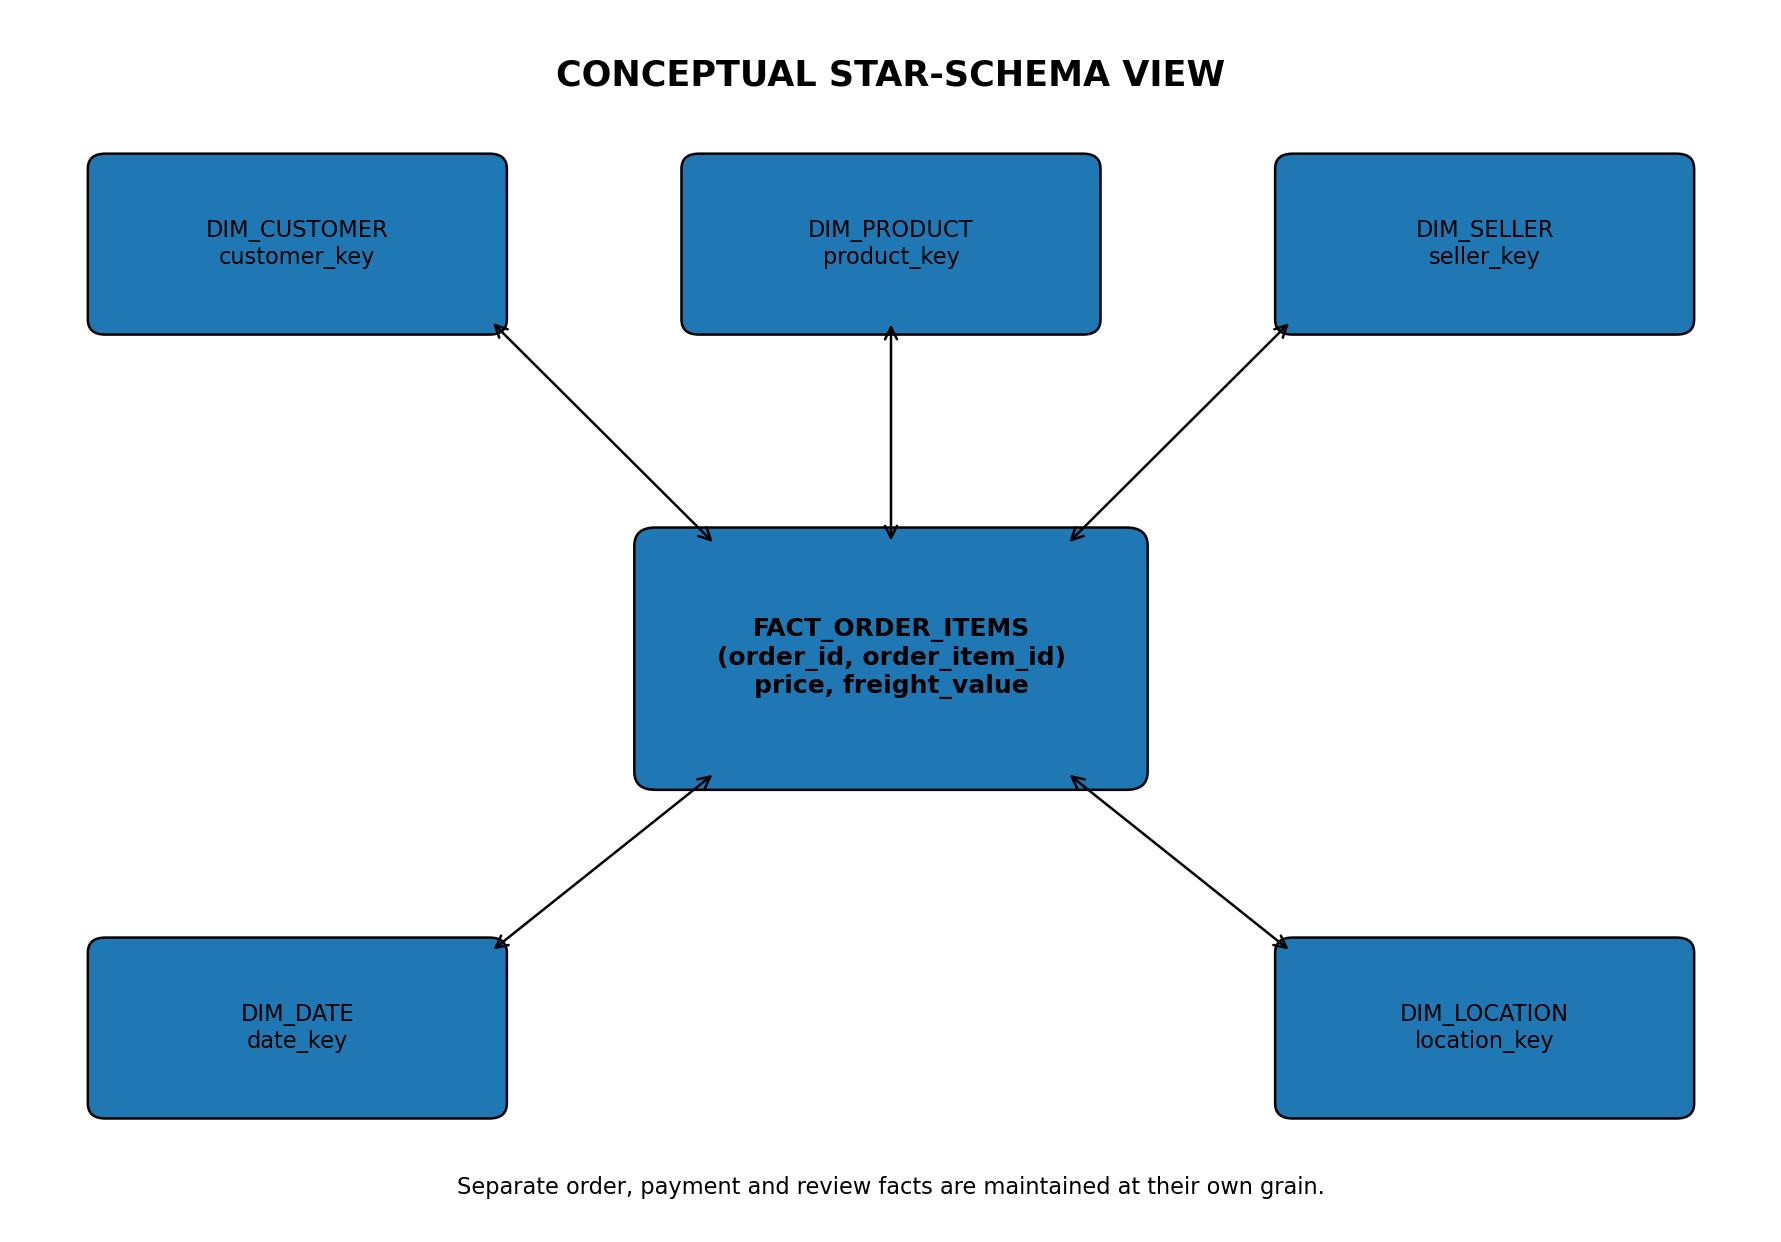 CONCEPTUAL STAR-SCHEMA VIEW
DIM_CUSTOMER
customer_key
DIM_PRODUCT
product_key
DIM_SELLER
seller_key
FACT_ORDER_ITEMS
(order_id, order_item_id)
price, freight_value
DIM_DATE
date_key
DIM_LOCATION
location_key
Separate order, payment and review facts are maintained at their own grain.